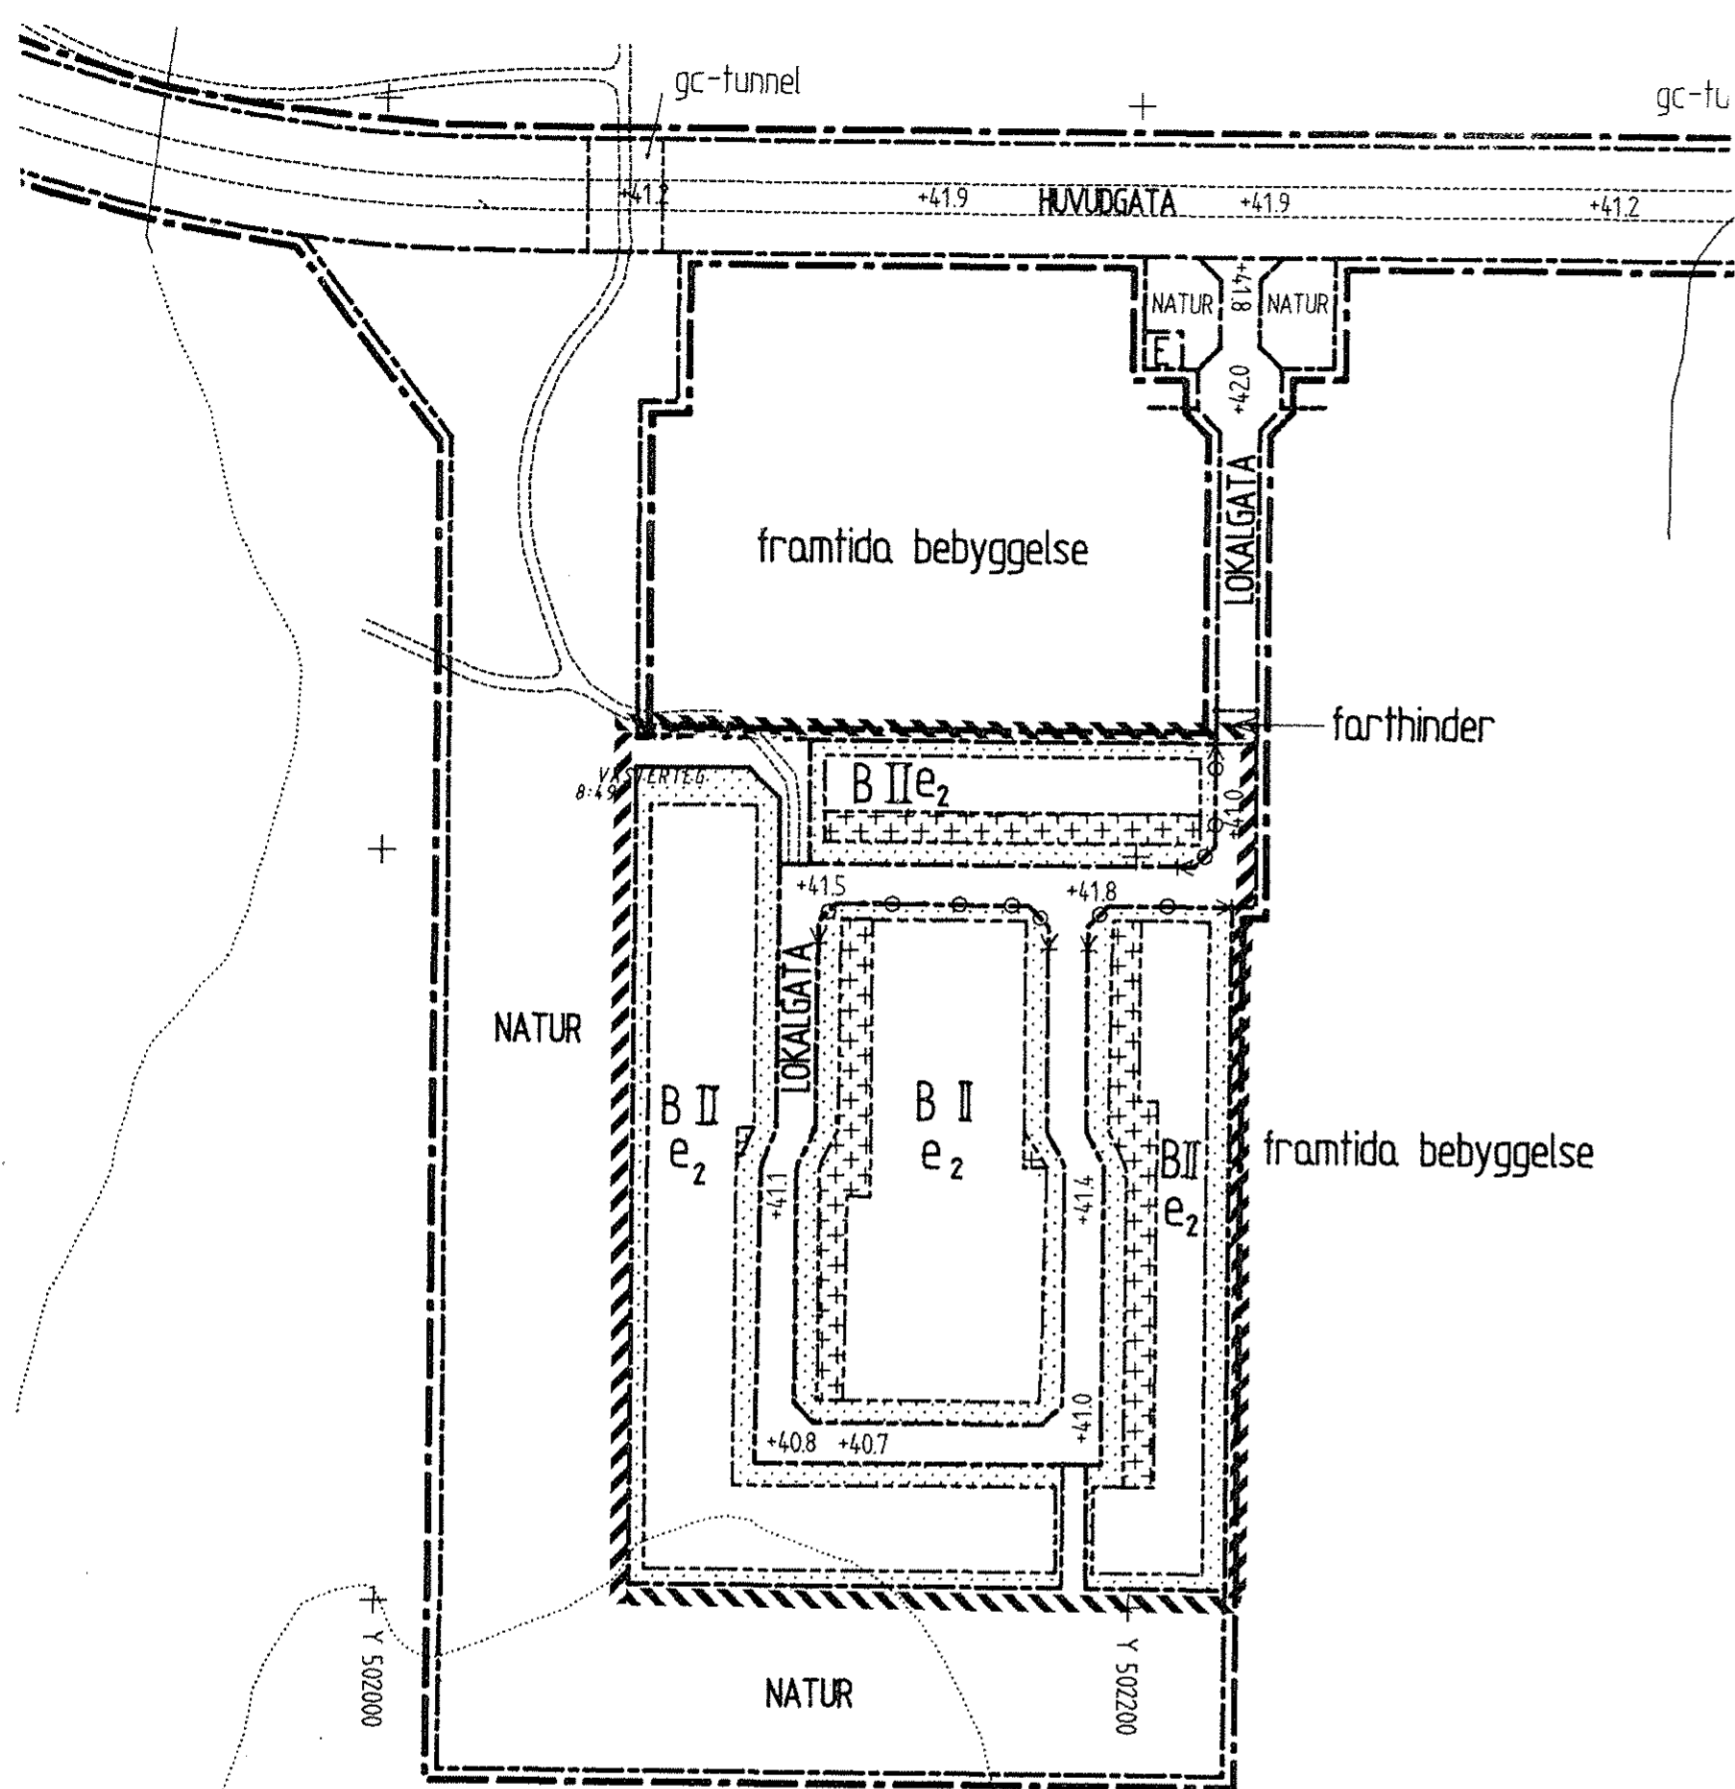 gc-tunnel
gc-tu
+41.2
+41.9
HUVUDGATA
+41.9
+41.2
NATUR
+41.8
NATUR
E
+42.0
LOKALGATA
framtida bebyggelse
farthinder
VÄSTERTEG
8:49
B II e2
+41.0
+41.5
+41.8
LOKALGATA
NATUR
B II
e2
B II
e2
B II
e2
framtida bebyggelse
+41.1
+41.4
+41.0
+40.8
+40.7
Y 502000
Y 502200
NATUR